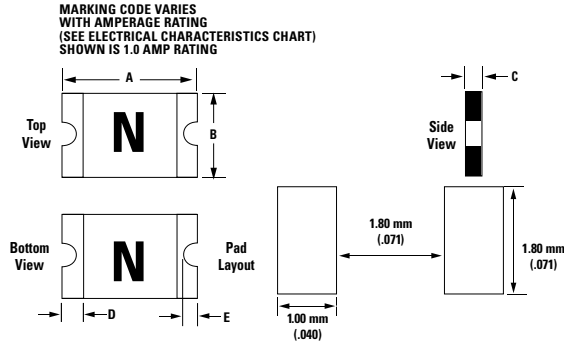 MARKING CODE VARIES
WITH AMPERAGE RATING
(SEE ELECTRICAL CHARACTERISTICS CHART)
SHOWN IS 1.0 AMP RATING
A
C
Top
View
N
B
Side
View
Bottom
View
N
Pad
Layout
1.80 mm
(.071)
1.80 mm
(.071)
D
E
1.00 mm
(.040)